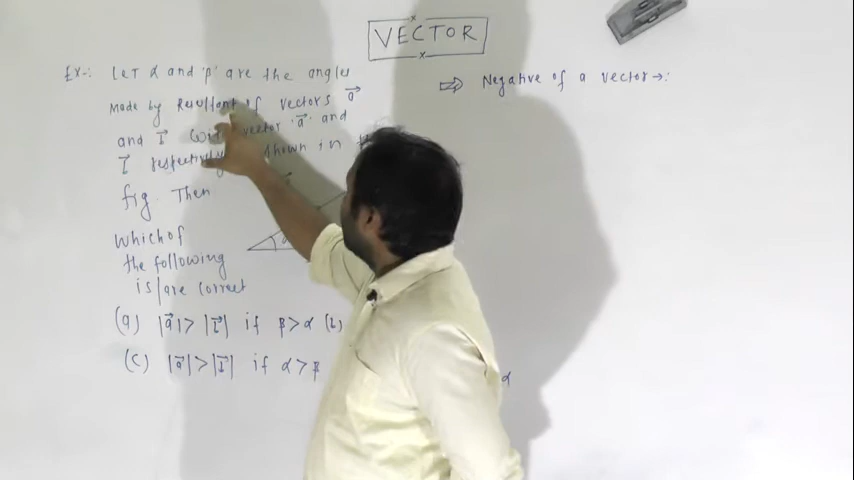 VECTOR
Ex-: Let α and 'β' are the angles
Made by Resultant of vectors a⃗
and b⃗ with vector 'a⃗' and
b⃗ respectively shown in
fig. Then
which of
the following
is/are correct
(a) |a⃗| > |b⃗| if β > α (b)
(c) |a⃗| > |b⃗| if α > β
α
⇒ Negative of a vector →: